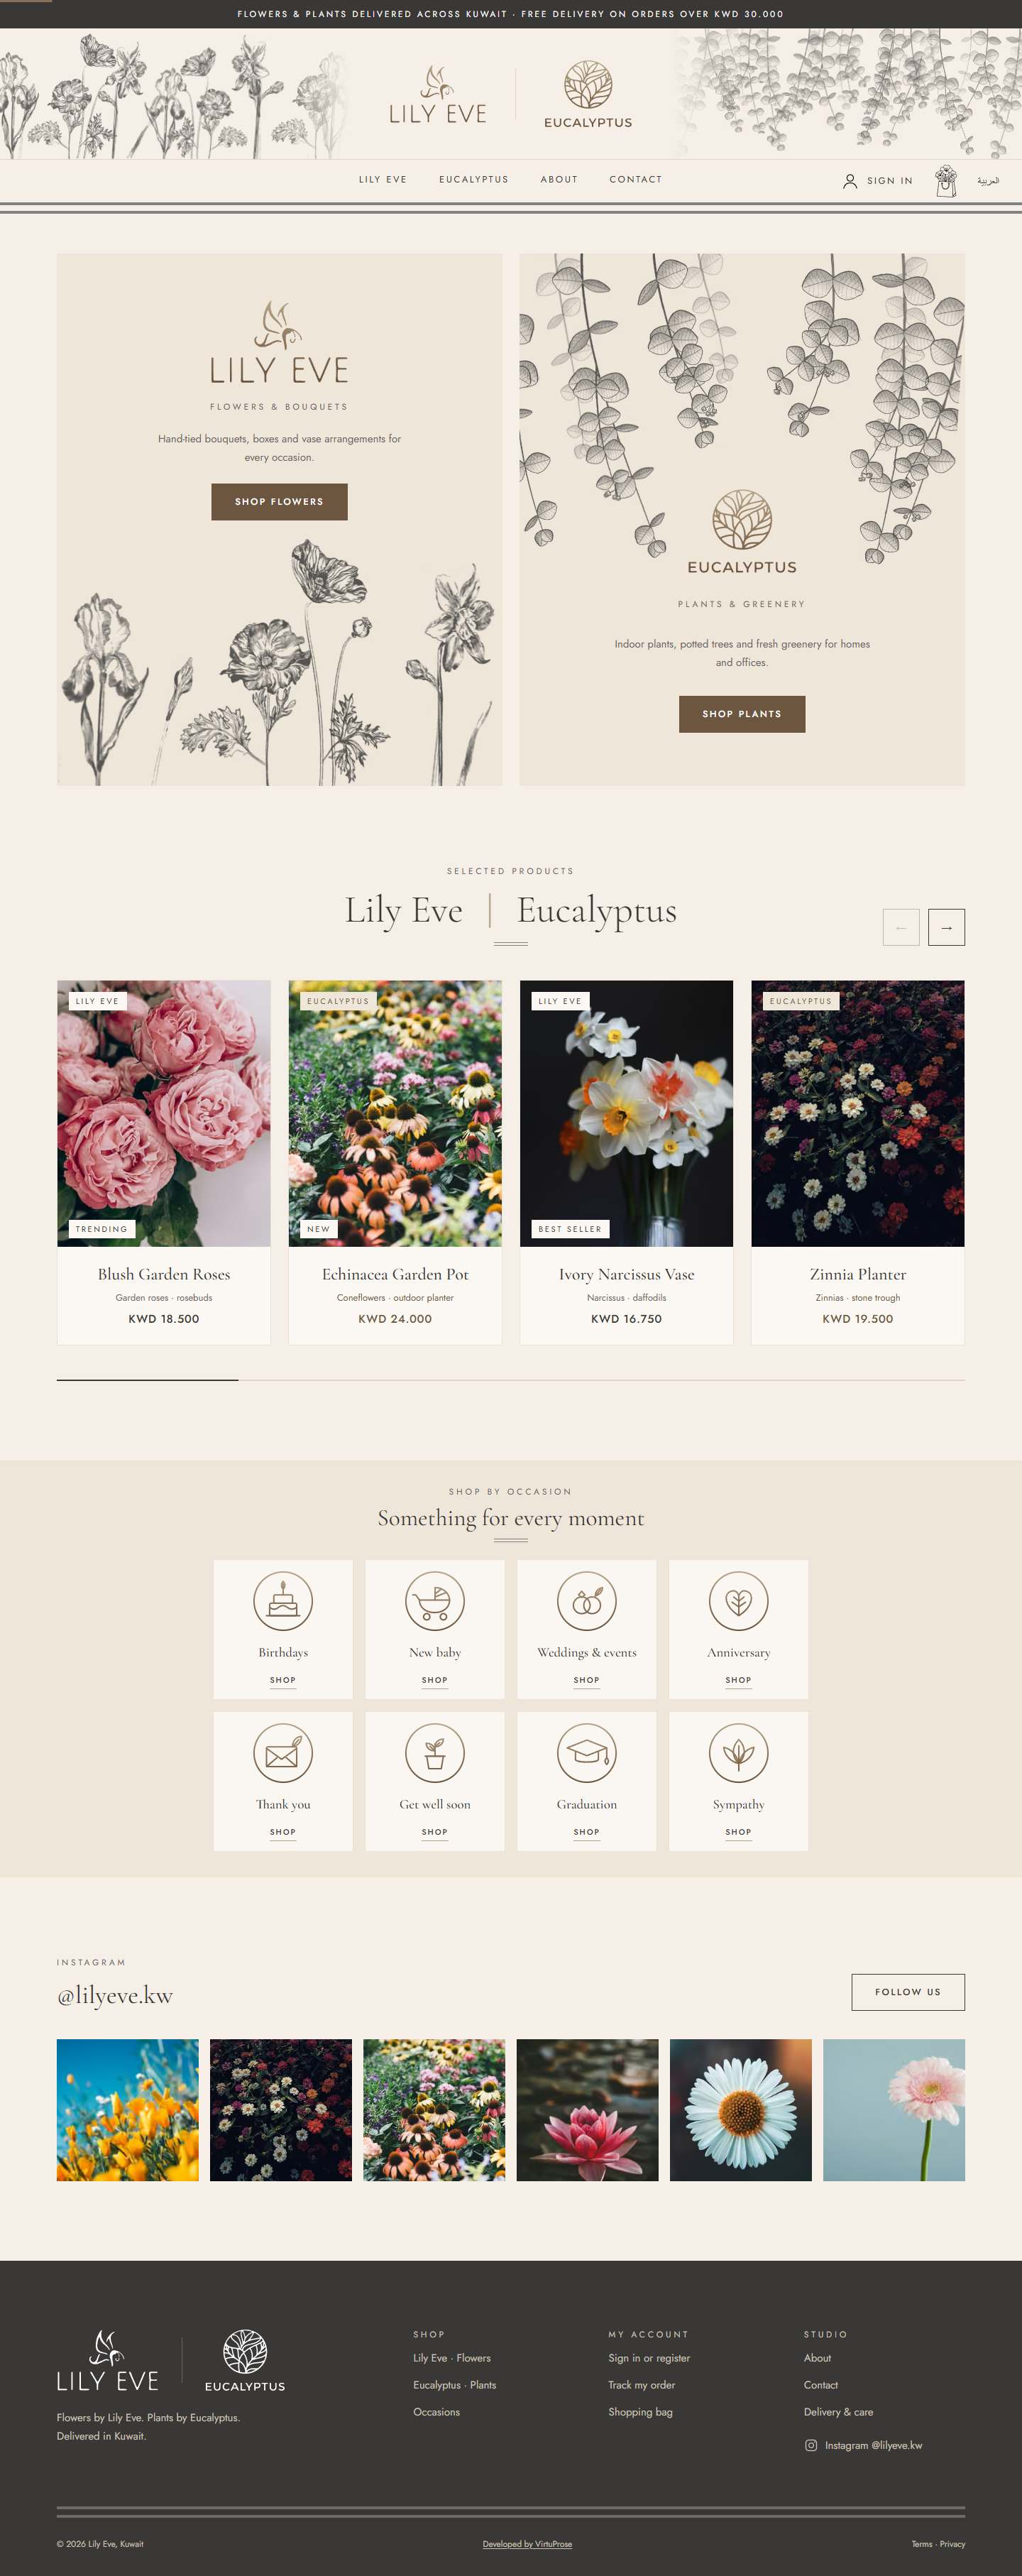 FLOWERS & PLANTS DELIVERED ACROSS KUWAIT · FREE DELIVERY ON ORDERS OVER KWD 30.000
LILY EVE
EUCALYPTUS
LILY EVE
EUCALYPTUS
ABOUT
CONTACT
SIGN IN
العربية
LILY EVE
FLOWERS & BOUQUETS
Hand-tied bouquets, boxes and vase arrangements for
every occasion.
SHOP FLOWERS
EUCALYPTUS
PLANTS & GREENERY
Indoor plants, potted trees and fresh greenery for homes
and offices.
SHOP PLANTS
SELECTED PRODUCTS
Lily Eve | Eucalyptus
← →
LILY EVE
TRENDING
Blush Garden Roses
Garden roses · rosebuds
KWD 18.500
EUCALYPTUS
NEW
Echinacea Garden Pot
Coneflowers · outdoor planter
KWD 24.000
LILY EVE
BEST SELLER
Ivory Narcissus Vase
Narcissus · daffodils
KWD 16.750
EUCALYPTUS
Zinnia Planter
Zinnias · stone trough
KWD 19.500
SHOP BY OCCASION
Something for every moment
Birthdays
SHOP
New baby
SHOP
Weddings & events
SHOP
Anniversary
SHOP
Thank you
SHOP
Get well soon
SHOP
Graduation
SHOP
Sympathy
SHOP
INSTAGRAM
@lilyeve.kw
FOLLOW US
LILY EVE
EUCALYPTUS
Flowers by Lily Eve. Plants by Eucalyptus.
Delivered in Kuwait.
SHOP
Lily Eve · Flowers
Eucalyptus · Plants
Occasions
MY ACCOUNT
Sign in or register
Track my order
Shopping bag
STUDIO
About
Contact
Delivery & care
Instagram @lilyeve.kw
© 2026 Lily Eve, Kuwait
Developed by VirtuProse
Terms · Privacy